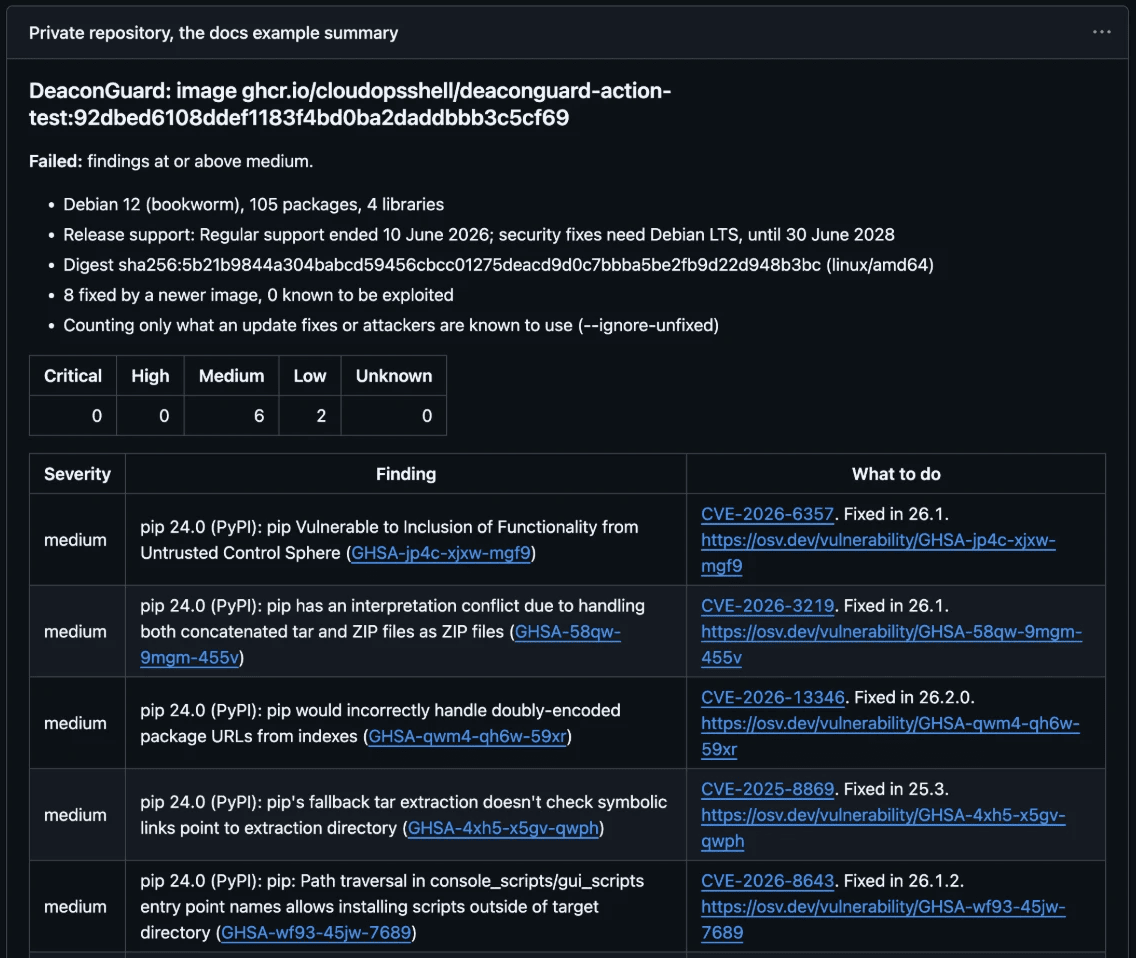 Private repository, the docs example summary
DeaconGuard: image ghcr.io/cloudopsshell/deaconguard-action-
test:92dbed6108ddef1183f4bd0ba2daddbbb3c5cf69
Failed: findings at or above medium.
• Debian 12 (bookworm), 105 packages, 4 libraries
• Release support: Regular support ended 10 June 2026; security fixes need Debian LTS, until 30 June 2028
• Digest sha256:5b21b9844a304babcd59456cbcc01275deacd9d0c7bbba5be2fb9d22d948b3bc (linux/amd64)
• 8 fixed by a newer image, 0 known to be exploited
• Counting only what an update fixes or attackers are known to use (--ignore-unfixed)
Critical High Medium Low Unknown
0 0 6 2 0
Severity Finding What to do
medium
pip 24.0 (PyPI): pip Vulnerable to Inclusion of Functionality from
Untrusted Control Sphere (GHSA-jp4c-xjxw-mgf9)
CVE-2026-6357. Fixed in 26.1.
https://osv.dev/vulnerability/GHSA-jp4c-xjxw-
mgf9
medium
pip 24.0 (PyPI): pip has an interpretation conflict due to handling
both concatenated tar and ZIP files as ZIP files (GHSA-58qw-
9mgm-455v)
CVE-2026-3219. Fixed in 26.1.
https://osv.dev/vulnerability/GHSA-58qw-9mgm-
455v
medium
pip 24.0 (PyPI): pip would incorrectly handle doubly-encoded
package URLs from indexes (GHSA-qwm4-qh6w-59xr)
CVE-2026-13346. Fixed in 26.2.0.
https://osv.dev/vulnerability/GHSA-qwm4-qh6w-
59xr
medium
pip 24.0 (PyPI): pip's fallback tar extraction doesn't check symbolic
links point to extraction directory (GHSA-4xh5-x5gv-qwph)
CVE-2025-8869. Fixed in 25.3.
https://osv.dev/vulnerability/GHSA-4xh5-x5gv-
qwph
medium
pip 24.0 (PyPI): pip: Path traversal in console_scripts/gui_scripts
entry point names allows installing scripts outside of target
directory (GHSA-wf93-45jw-7689)
CVE-2026-8643. Fixed in 26.1.2.
https://osv.dev/vulnerability/GHSA-wf93-45jw-
7689